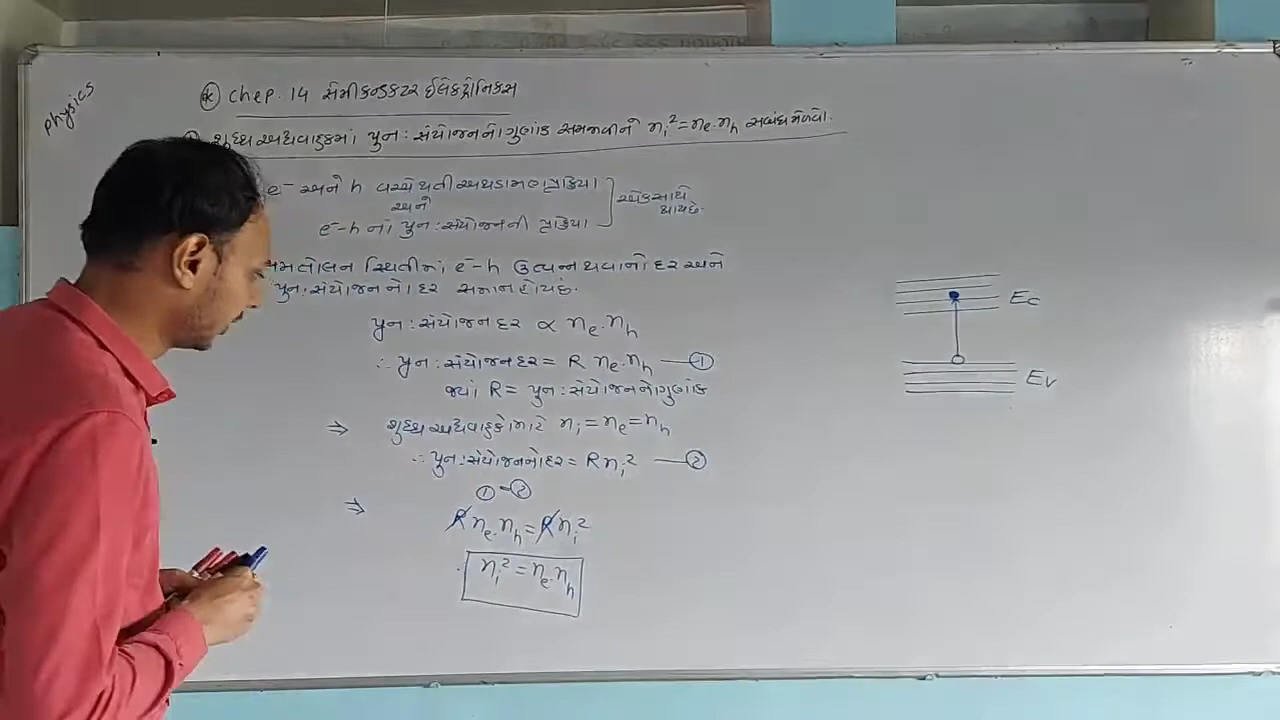 Physics
* Chep. 14 સેમીકન્ડક્ટર ઈલેક્ટ્રોનિક્સ
શુધ્ધ અર્ધવાહકમાં પુનઃસંયોજનનો ગુણાંક સમજાવીને nᵢ² = nₑ.nₕ સંબંધ મેળવો.
e⁻ અને h વચ્ચે થતી અથડામણ પ્રક્રિયા
અને
e⁻-h ના પુનઃસંયોજનની પ્રક્રિયા
એકસાથે
થાય છે.
સમતોલન સ્થિતીમાં e⁻-h ઉત્પન્ન થવાનો દર અને
પુનઃસંયોજનનો દર સમાન હોય છે.
પુનઃસંયોજન દર ∝ nₑ.nₕ
∴ પુનઃસંયોજન દર = R nₑ.nₕ —①
જ્યાં R = પુનઃસંયોજનનો ગુણાંક
⇒ શુધ્ધ અર્ધવાહકો માટે nᵢ = nₑ = nₕ
∴ પુનઃસંયોજનનો દર = R nᵢ² —②
① = ②
⇒ R nₑ.nₕ = R nᵢ²
nᵢ² = nₑ.nₕ
E_C
E_V